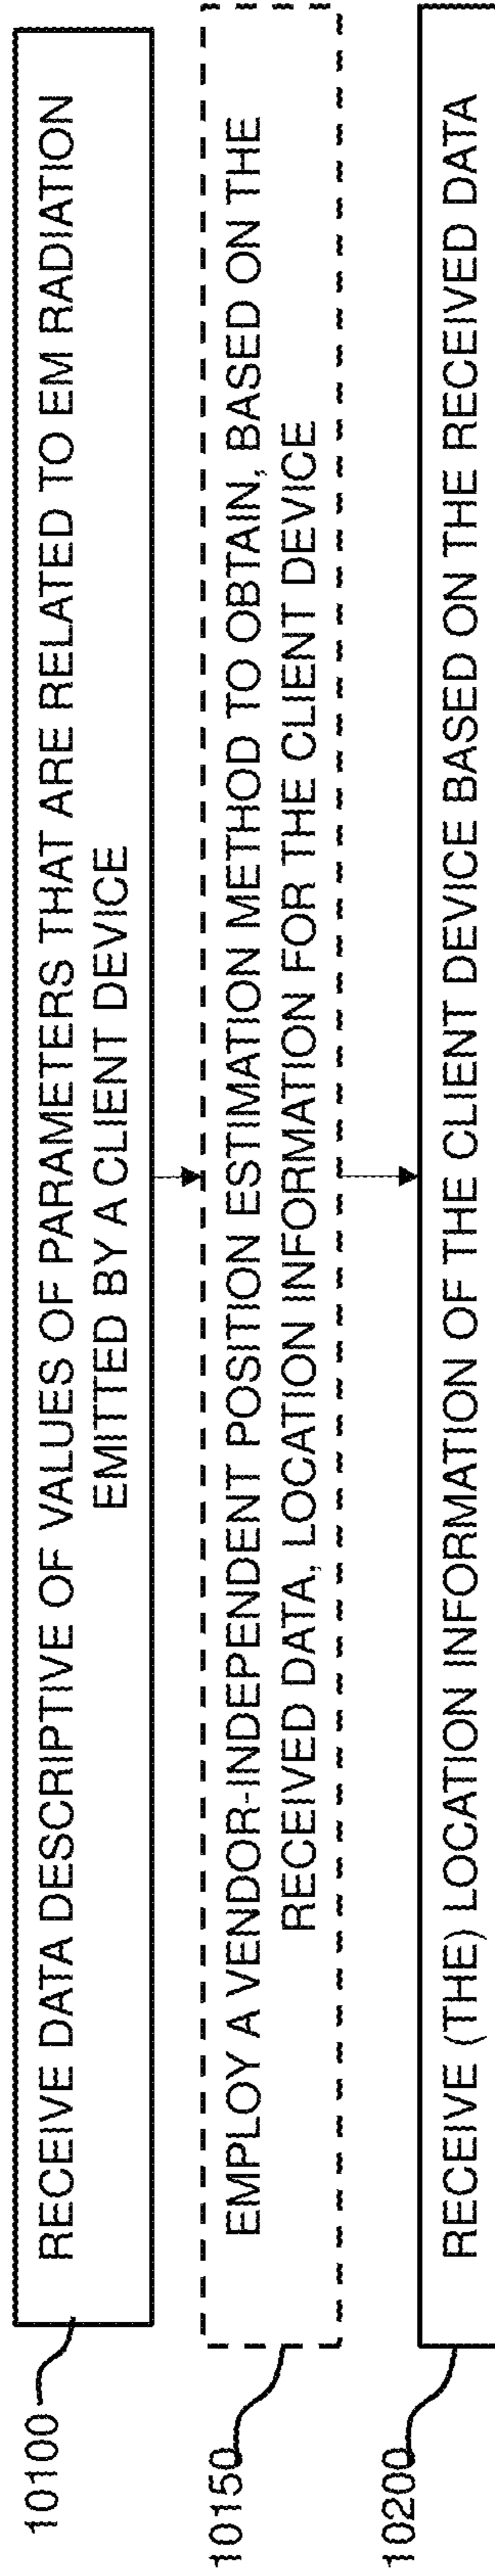 10100
RECEIVE DATA DESCRIPTIVE OF VALUES OF PARAMETERS THAT ARE RELATED TO EM RADIATION
EMITTED BY A CLIENT DEVICE
10150
EMPLOY A VENDOR-INDEPENDENT POSITION ESTIMATION METHOD TO OBTAIN, BASED ON THE
RECEIVED DATA, LOCATION INFORMATION FOR THE CLIENT DEVICE
10200
RECEIVE (THE) LOCATION INFORMATION OF THE CLIENT DEVICE BASED ON THE RECEIVED DATA